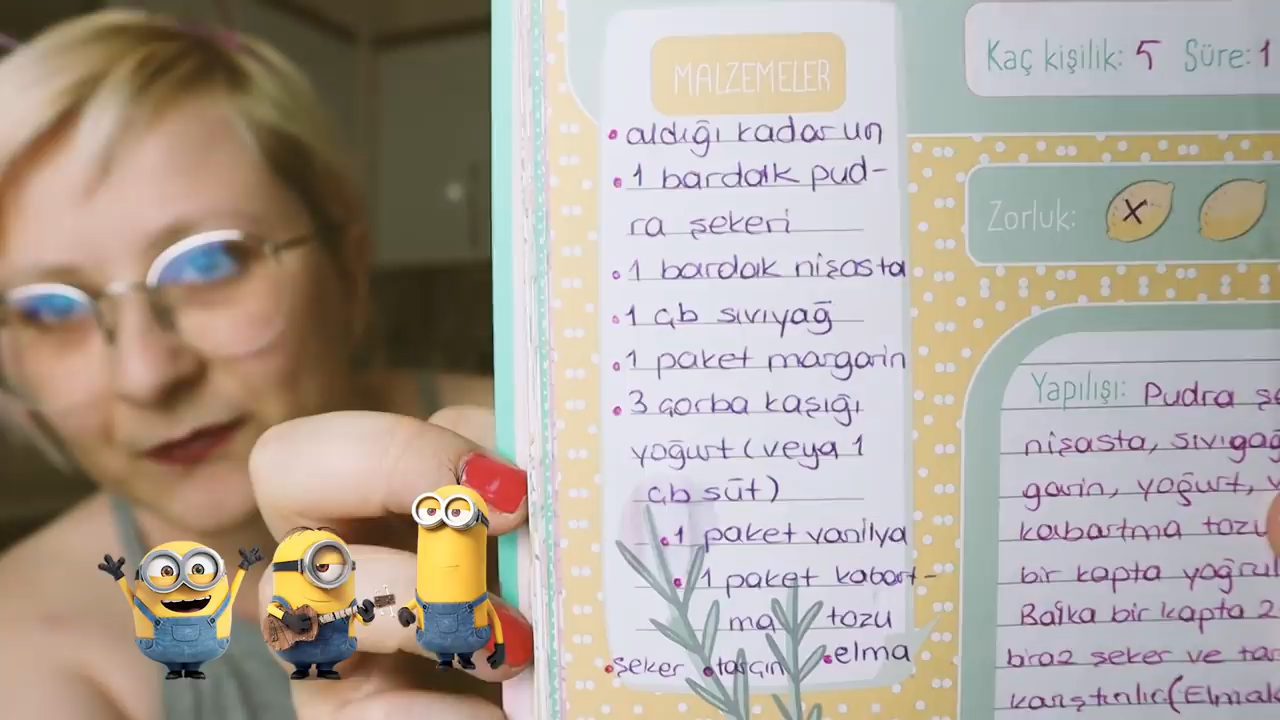 MALZEMELER
• aldığı kadar un
• 1 bardak pud-
ra şekeri
• 1 bardak nişasta
• 1 çb sıvıyağ
• 1 paket margarin
• 3 çorba kaşığı
yoğurt (veya 1
çb süt)
• 1 paket vanilya
• 1 paket kabart-
ma tozu
• şeker • tarçın • elma
Kaç kişilik: 5 Süre: 1
Zorluk: X
Yapılışı: Pudra şe
nişasta, sıvıyağ
garin, yoğurt, v
kabartma tozu
bir kapta yoğrul
Başka bir kapta 2
biraz şeker ve tar
karıştırılır (Elmal